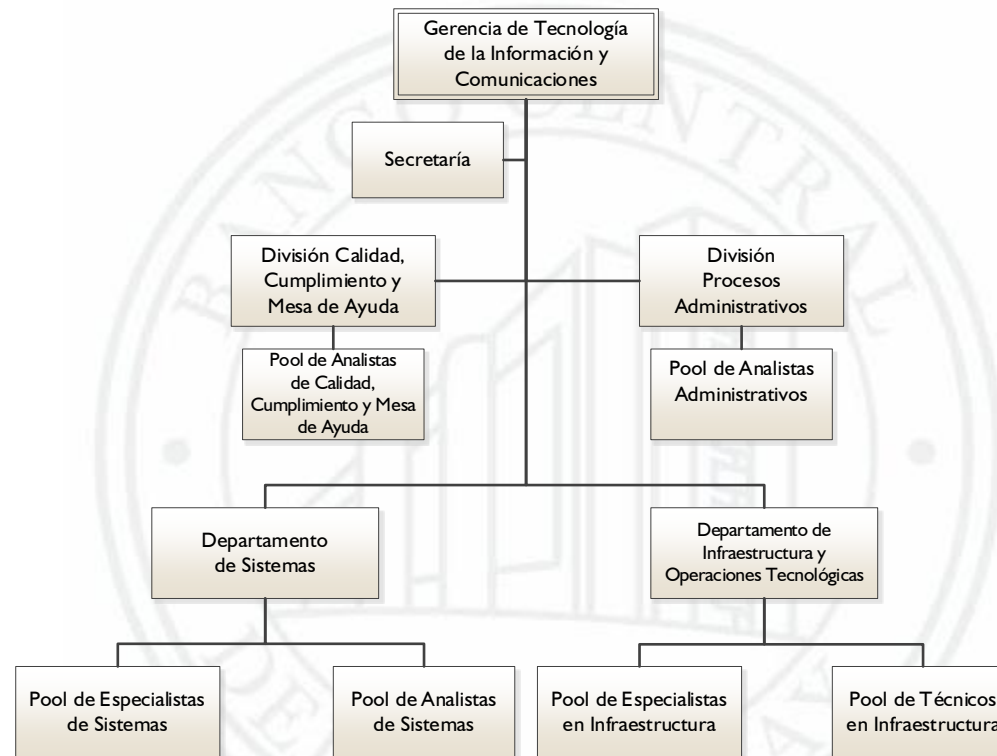 Gerencia de Tecnología
de la Información y
Comunicaciones
Secretaría
División Calidad,
Cumplimiento y
Mesa de Ayuda
División
Procesos
Administrativos
Pool de Analistas
de Calidad,
Cumplimiento y Mesa
de Ayuda
Pool de Analistas
Administrativos
Departamento
de Sistemas
Departamento de
Infraestructura y
Operaciones Tecnológicas
Pool de Especialistas
de Sistemas
Pool de Analistas
de Sistemas
Pool de Especialistas
en Infraestructura
Pool de Técnicos
en Infraestructura
BANCO CENTRAL
DEL